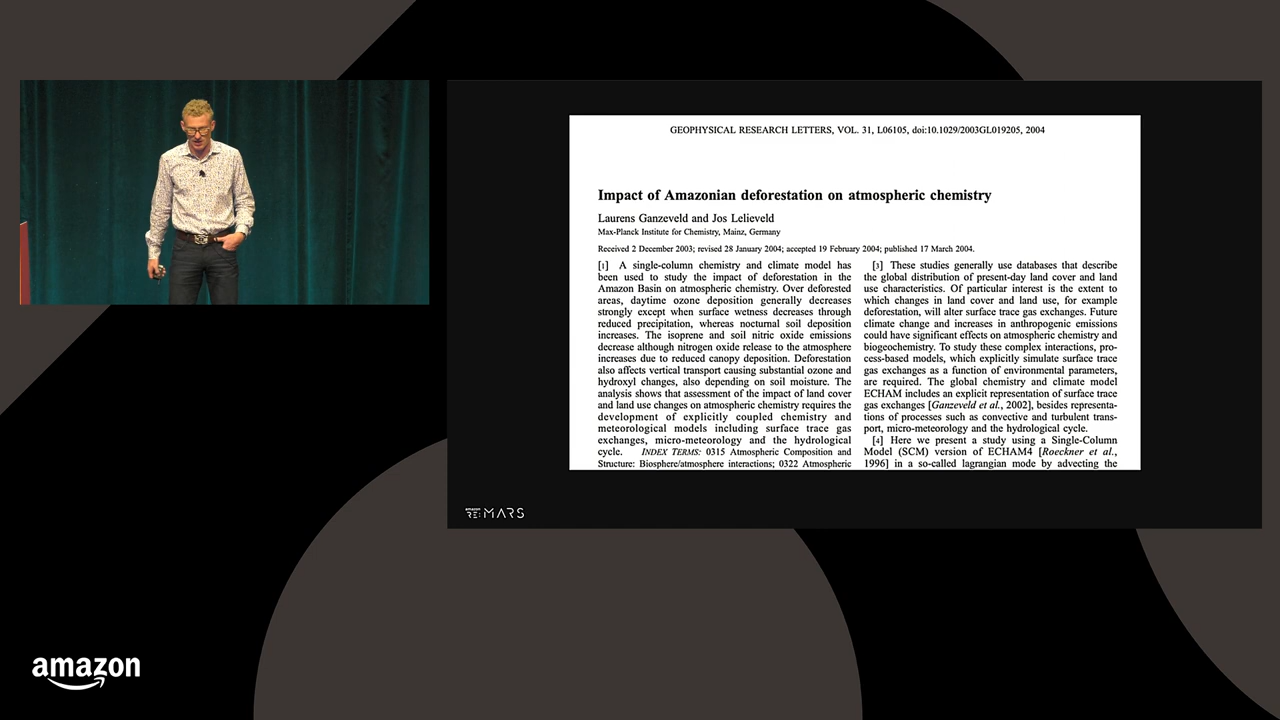 GEOPHYSICAL RESEARCH LETTERS, VOL. 31, L06105, doi:10.1029/2003GL019205, 2004
Impact of Amazonian deforestation on atmospheric chemistry
Laurens Ganzeveld and Jos Lelieveld
Max-Planck Institute for Chemistry, Mainz, Germany
Received 2 December 2003; revised 28 January 2004; accepted 19 February 2004; published 17 March 2004.
[1] A single-column chemistry and climate model has
been used to study the impact of deforestation in the
Amazon Basin on atmospheric chemistry. Over deforested
areas, daytime ozone deposition generally decreases
strongly except when surface wetness decreases through
reduced precipitation, whereas nocturnal soil deposition
increases. The isoprene and soil nitric oxide emissions
decrease although nitrogen oxide release to the atmosphere
increases due to reduced canopy deposition. Deforestation
also affects vertical transport causing substantial ozone and
hydroxyl changes, also depending on soil moisture. The
analysis shows that assessment of the impact of land cover
and land use changes on atmospheric chemistry requires the
development of explicitly coupled chemistry and
meteorological models including surface trace gas
exchanges, micro-meteorology and the hydrological
cycle. INDEX TERMS: 0315 Atmospheric Composition and
Structure: Biosphere/atmosphere interactions; 0322 Atmospheric
[3] These studies generally use databases that describe
the global distribution of present-day land cover and land
use characteristics. Of particular interest is the extent to
which changes in land cover and land use, for example
deforestation, will alter surface trace gas exchanges. Future
climate change and increases in anthropogenic emissions
could have significant effects on atmospheric chemistry and
biogeochemistry. To study these complex interactions, pro-
cess-based models, which explicitly simulate surface trace
gas exchanges as a function of environmental parameters,
are required. The global chemistry and climate model
ECHAM includes an explicit representation of surface trace
gas exchanges [Ganzeveld et al., 2002], besides representa-
tions of processes such as convective and turbulent trans-
port, micro-meteorology and the hydrological cycle.
[4] Here we present a study using a Single-Column
Model (SCM) version of ECHAM4 [Roeckner et al.,
1996] in a so-called lagrangian mode by advecting the
amazon
RE:MARS
amazon